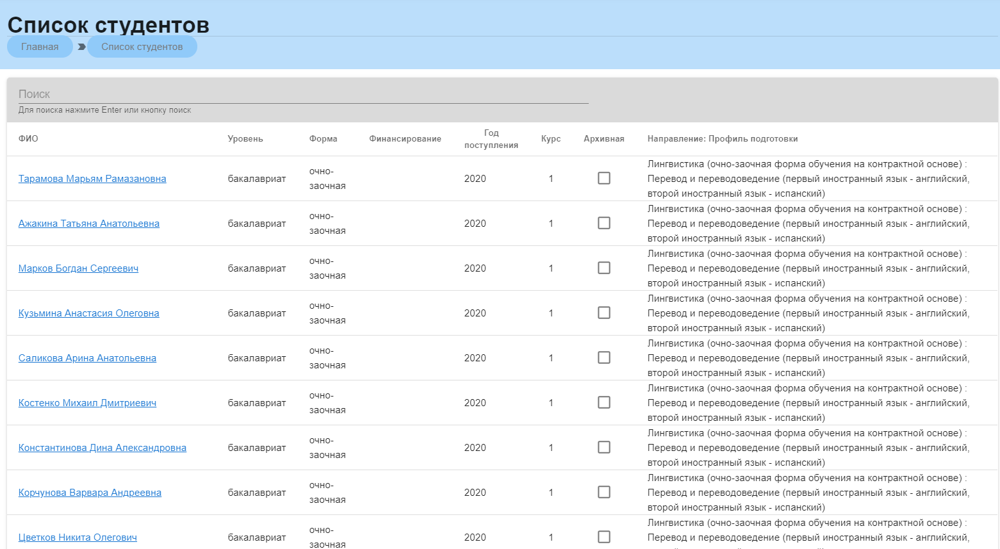 Список студентов
Главная
Список студентов
Поиск
Для поиска нажмите Enter или кнопку поиск
ФИО Уровень Форма Финансирование Год поступления Курс Архивная Направление: Профиль подготовки
Лингвистика (очно-заочная форма обучения на контрактной основе) :
Тарамова Марьям Рамазановна бакалавриат очно-заочная 2020 1 Перевод и переводоведение (первый иностранный язык - английский,
второй иностранный язык - испанский)
Лингвистика (очно-заочная форма обучения на контрактной основе) :
Ажакина Татьяна Анатольевна бакалавриат очно-заочная 2020 1 Перевод и переводоведение (первый иностранный язык - английский,
второй иностранный язык - испанский)
Лингвистика (очно-заочная форма обучения на контрактной основе) :
Марков Богдан Сергеевич бакалавриат очно-заочная 2020 1 Перевод и переводоведение (первый иностранный язык - английский,
второй иностранный язык - испанский)
Лингвистика (очно-заочная форма обучения на контрактной основе) :
Кузьмина Анастасия Олеговна бакалавриат очно-заочная 2020 1 Перевод и переводоведение (первый иностранный язык - английский,
второй иностранный язык - испанский)
Лингвистика (очно-заочная форма обучения на контрактной основе) :
Саликова Арина Анатольевна бакалавриат очно-заочная 2020 1 Перевод и переводоведение (первый иностранный язык - английский,
второй иностранный язык - испанский)
Лингвистика (очно-заочная форма обучения на контрактной основе) :
Костенко Михаил Дмитриевич бакалавриат очно-заочная 2020 1 Перевод и переводоведение (первый иностранный язык - английский,
второй иностранный язык - испанский)
Лингвистика (очно-заочная форма обучения на контрактной основе) :
Константинова Дина Александровна бакалавриат очно-заочная 2020 1 Перевод и переводоведение (первый иностранный язык - английский,
второй иностранный язык - испанский)
Лингвистика (очно-заочная форма обучения на контрактной основе) :
Корчунова Варвара Андреевна бакалавриат очно-заочная 2020 1 Перевод и переводоведение (первый иностранный язык - английский,
второй иностранный язык - испанский)
Лингвистика (очно-заочная форма обучения на контрактной основе) :
Цветков Никита Олегович бакалавриат очно-заочная 2020 1 Перевод и переводоведение (первый иностранный язык - английский,